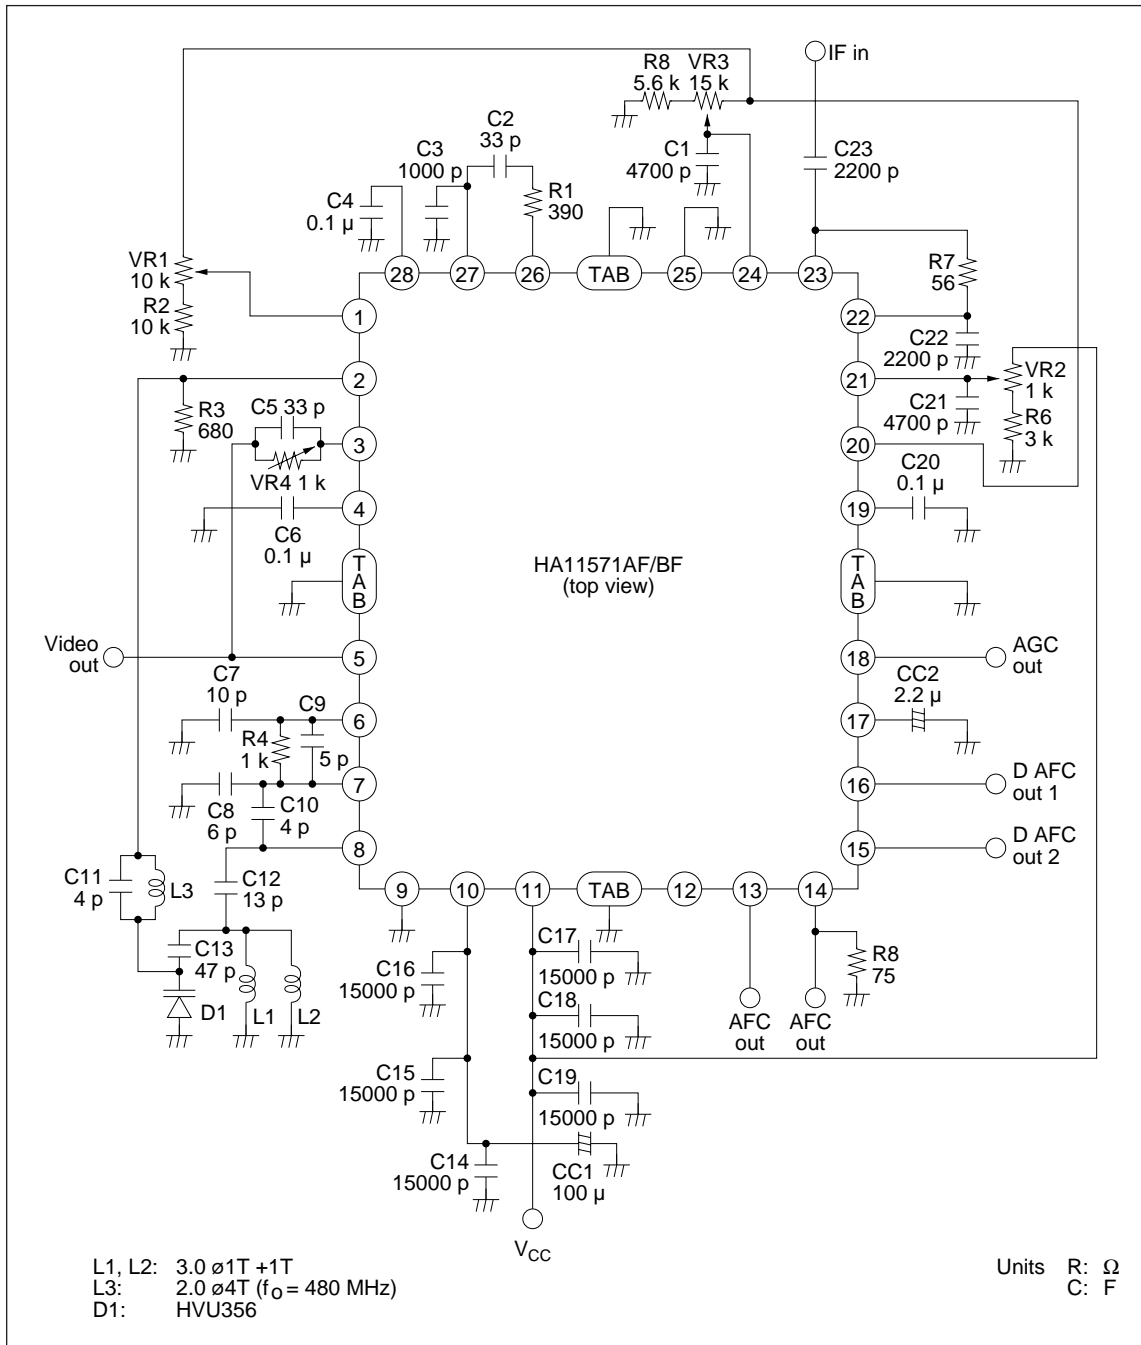 IF in
R8
5.6 k
VR3
15 k
C2
33 p
C3
1000 p
C1
4700 p
C23
2200 p
C4
0.1 µ
R1
390
VR1
10 k
R2
10 k
R7
56
28
27
26
TAB
25
24
23
1
22
C22
2200 p
2
21
VR2
1 k
R3
680
C5 33 p
C21
4700 p
R6
3 k
3
20
VR4 1 k
C20
0.1 µ
4
19
C6
0.1 µ
HA11571AF/BF
(top view)
TAB
TAB
Video
out
5
18
AGC
out
C7
10 p
C9
CC2
2.2 µ
6
17
R4
1 k
5 p
7
16
D AFC
out 1
C8
6 p
C10
4 p
8
15
D AFC
out 2
C11
4 p
L3
C12
13 p
9
10
11
TAB
12
13
14
C13
47 p
C17
15000 p
R8
75
C16
15000 p
D1
L1
L2
C18
15000 p
AFC
out
AFC
out
C15
15000 p
C19
15000 p
C14
15000 p
CC1
100 µ
VCC
L1, L2: 3.0 ø1T +1T
L3: 2.0 ø4T (fo = 480 MHz)
D1: HVU356
Units R: Ω
C: F